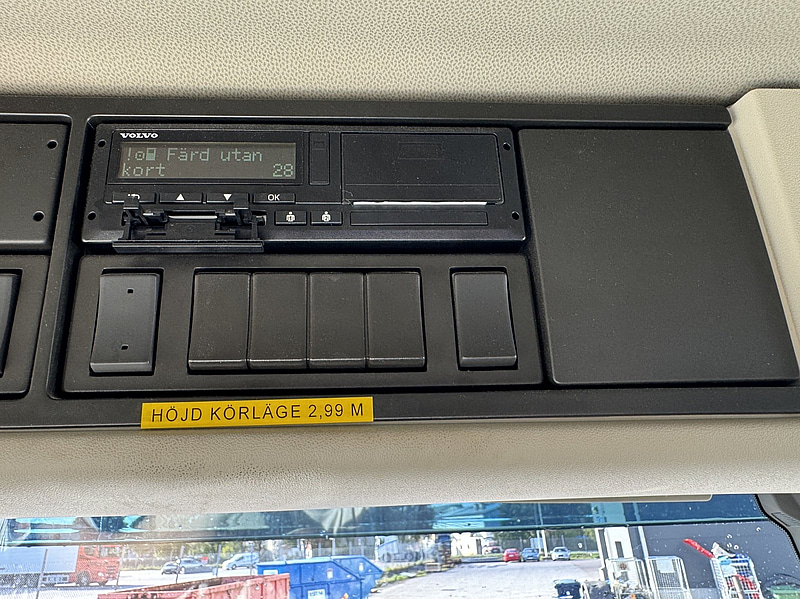 VOLVO
!o Färd utan
kort 28
OK
HÖJD KÖRLÄGE 2,99 M